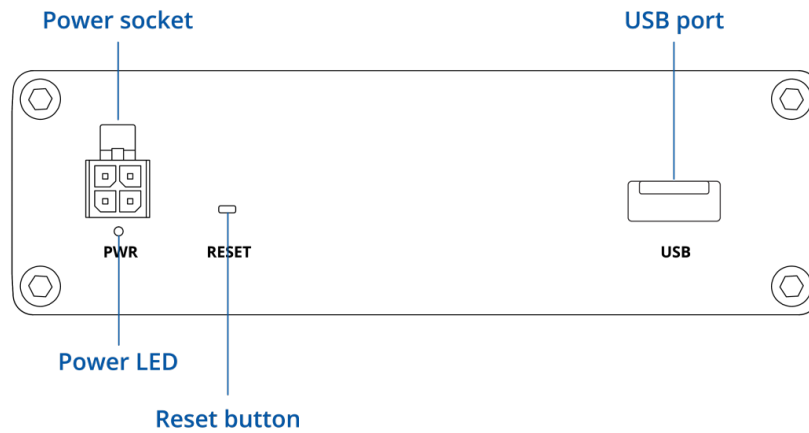 Power socket
USB port
PWR
RESET
USB
Power LED
Reset button